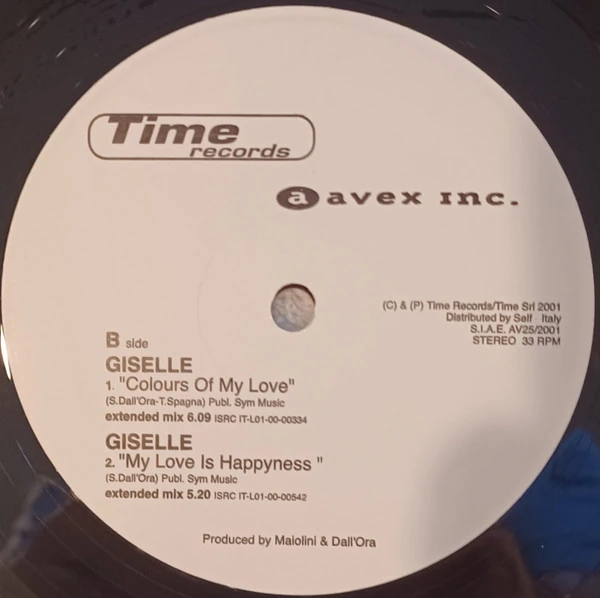 Time
records
a avex inc.
(C) & (P) Time Records/Time Srl 2001
Distributed by Self - Italy
S.I.A.E. AV25/2001
STEREO 33 RPM
B side
GISELLE
1. "Colours Of My Love"
(S.Dall'Ora-T.Spagna) Publ. Sym Music
extended mix 6.09 ISRC IT-L01-00-00334
GISELLE
2. "My Love Is Happyness "
(S.Dall'Ora) Publ. Sym Music
extended mix 5.20 ISRC IT-L01-00-00542
Produced by Maiolini & Dall'Ora